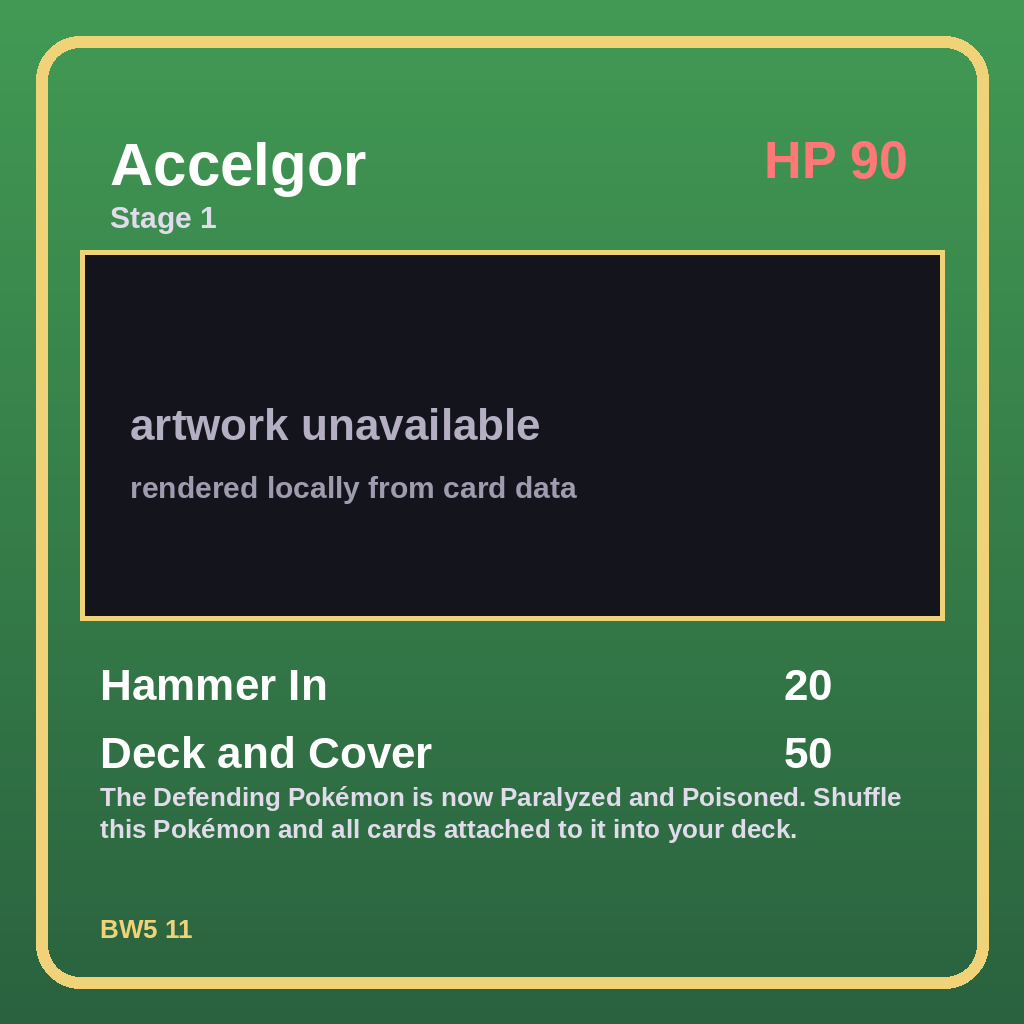 Accelgor
HP 90
Stage 1
artwork unavailable
rendered locally from card data
Hammer In 20
Deck and Cover 50
The Defending Pokémon is now Paralyzed and Poisoned. Shuffle
this Pokémon and all cards attached to it into your deck.
BW5 11